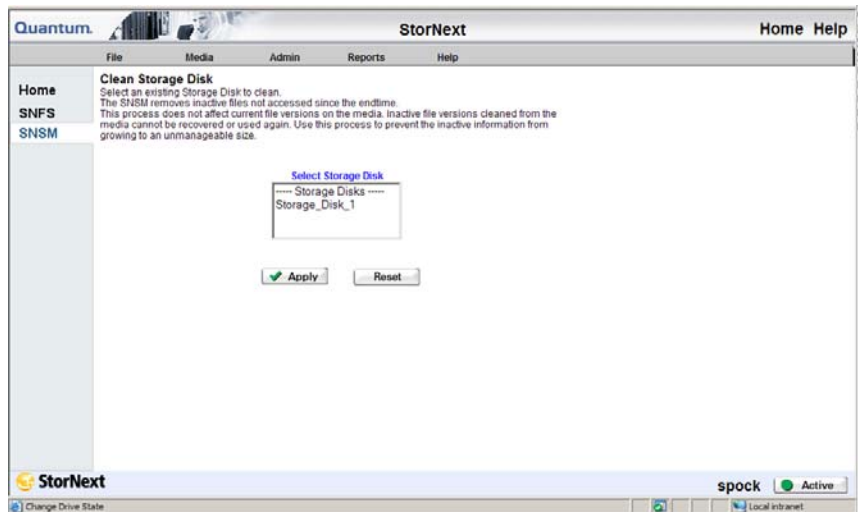 Quantum. StorNext Home Help
File Media Admin Reports Help
Home
SNFS
SNSM
Clean Storage Disk
Select an existing Storage Disk to clean.
The SNSM removes inactive files not accessed since the endtime.
This process does not affect current file versions on the media. Inactive file versions cleaned from the
media cannot be recovered or used again. Use this process to prevent the inactive information from
growing to an unmanageable size.
Select Storage Disk
----- Storage Disks -----
Storage_Disk_1
Apply Reset
StorNext spock Active
Change Drive State Local intranet